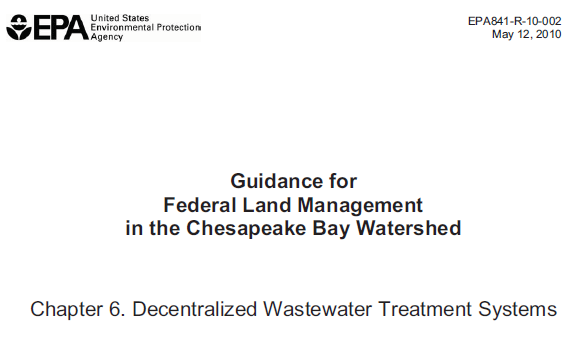 EPA
United States
Environmental Protection
Agency
EPA841-R-10-002
May 12, 2010
Guidance for
Federal Land Management
in the Chesapeake Bay Watershed
Chapter 6. Decentralized Wastewater Treatment Systems